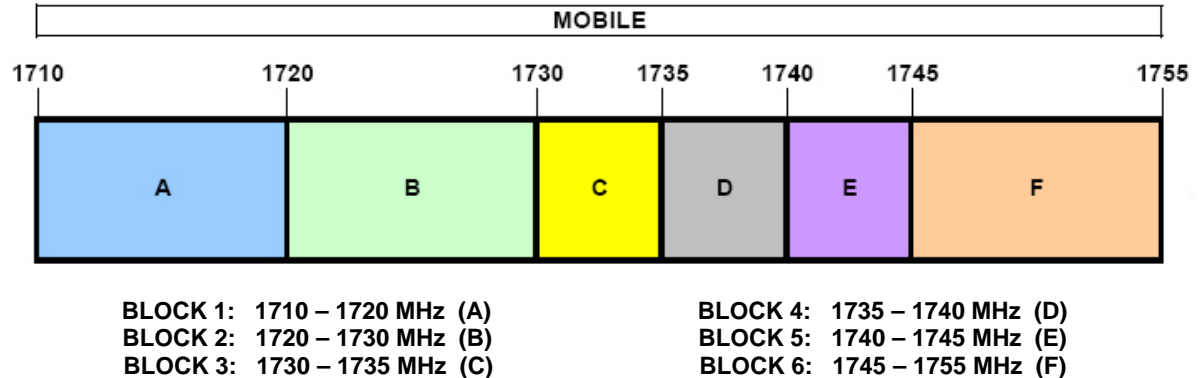 MOBILE
1710 1720 1730 1735 1740 1745 1755
A B C D E F
BLOCK 1: 1710 – 1720 MHz (A)
BLOCK 2: 1720 – 1730 MHz (B)
BLOCK 3: 1730 – 1735 MHz (C)
BLOCK 4: 1735 – 1740 MHz (D)
BLOCK 5: 1740 – 1745 MHz (E)
BLOCK 6: 1745 – 1755 MHz (F)